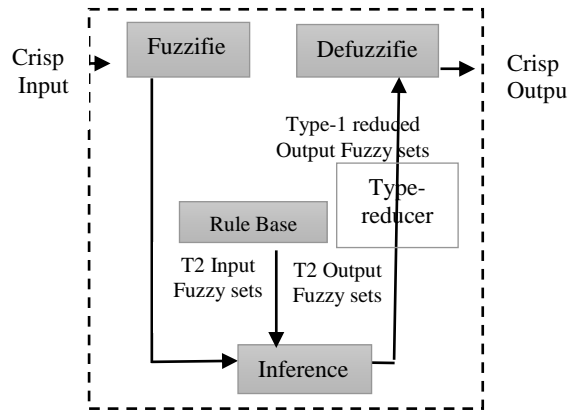 Fuzzifie
Defuzzifie
Crisp
Input
Crisp
Outpu
Type-1 reduced
Output Fuzzy sets
Type-
reducer
Rule Base
T2 Input
Fuzzy sets
T2 Output
Fuzzy sets
Inference